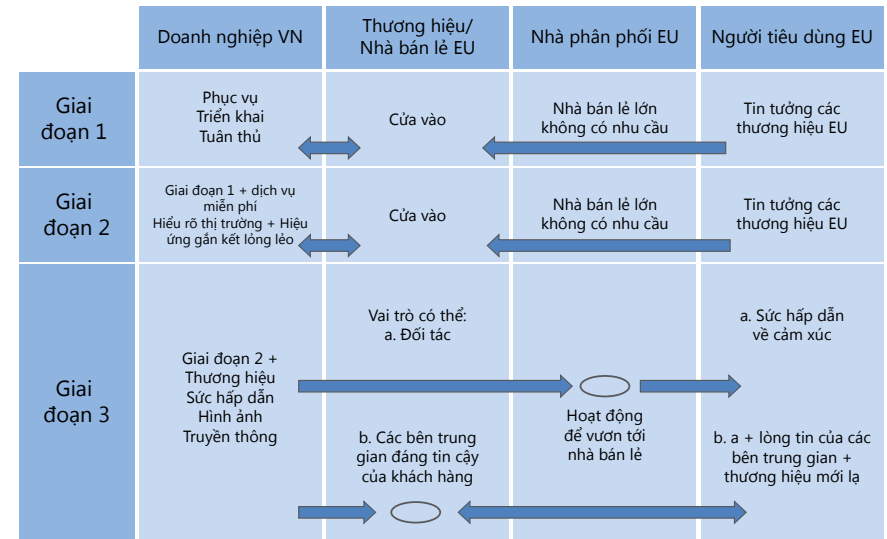 Doanh nghiệp VN
Thương hiệu/
Nhà bán lẻ EU
Nhà phân phối EU
Người tiêu dùng EU
Giai
đoạn 1
Phục vụ
Triển khai
Tuân thủ
Cửa vào
Nhà bán lẻ lớn
không có nhu cầu
Tin tưởng các
thương hiệu EU
Giai
đoạn 2
Giai đoạn 1 + dịch vụ
miễn phí
Hiểu rõ thị trường + Hiệu
ứng gắn kết lỏng lẻo
Cửa vào
Nhà bán lẻ lớn
không có nhu cầu
Tin tưởng các
thương hiệu EU
Giai
đoạn 3
Giai đoạn 2 +
Thương hiệu
Sức hấp dẫn
Hình ảnh
Truyền thông
Vai trò có thể:
a. Đối tác
b. Các bên trung
gian đáng tin cậy
của khách hàng
Hoạt động
để vươn tới
nhà bán lẻ
a. Sức hấp dẫn
về cảm xúc
b. a + lòng tin của các
bên trung gian +
thương hiệu mới lạ